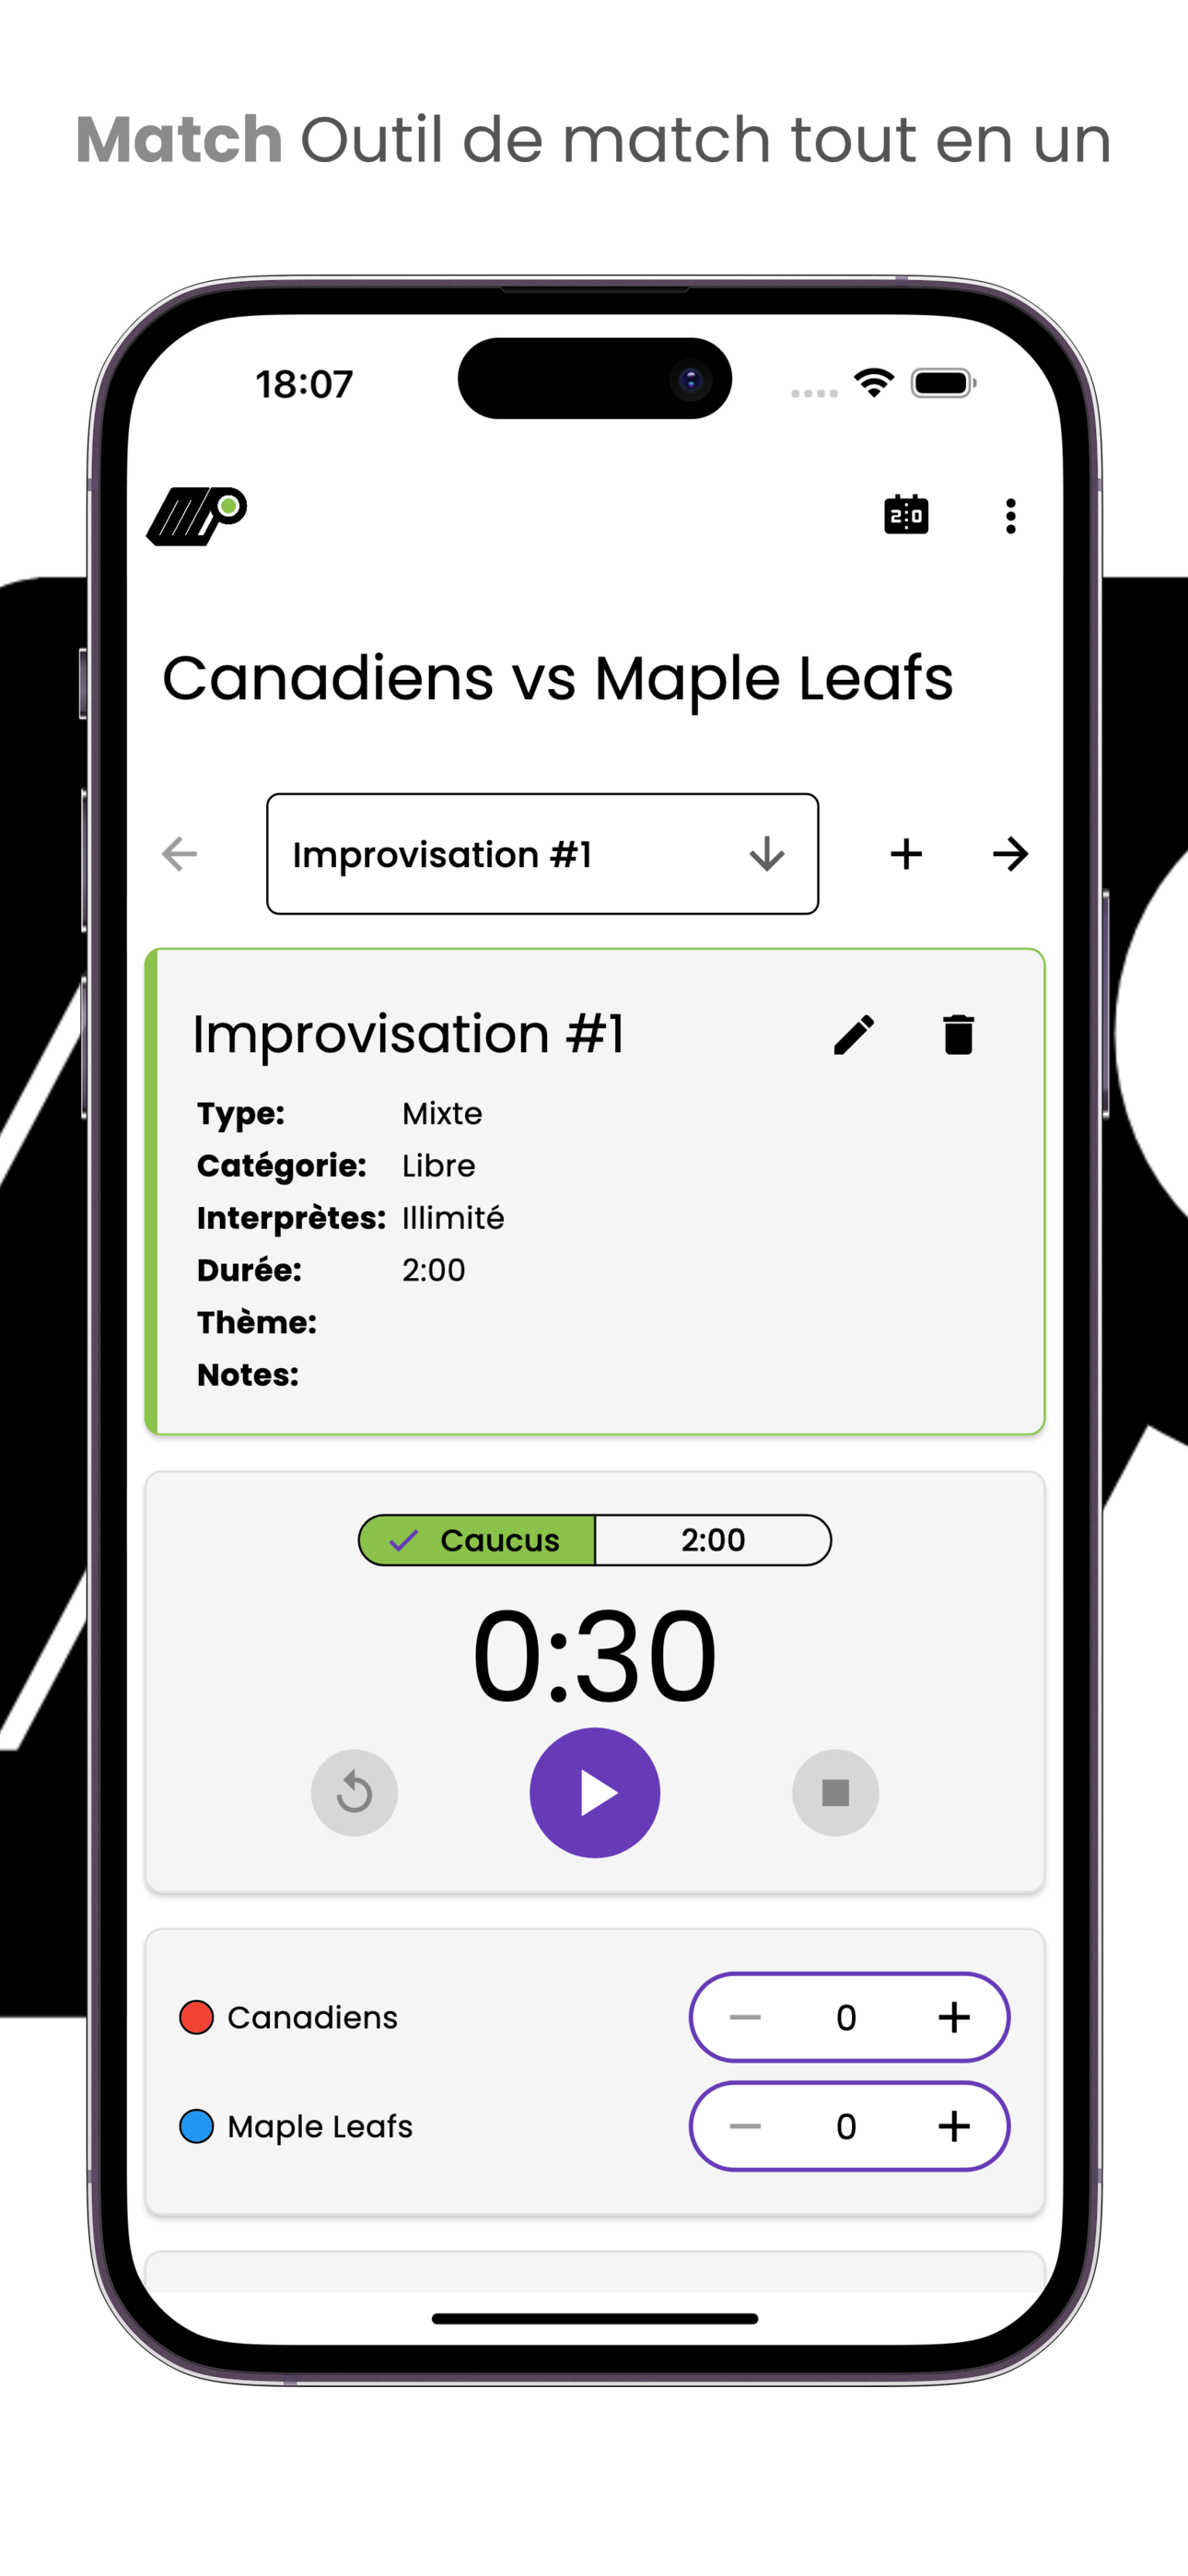 Match Outil de match tout en un
18:07
MP
2:0
Canadiens vs Maple Leafs
Improvisation #1
Improvisation #1
Type: Mixte
Catégorie: Libre
Interprètes: Illimité
Durée: 2:00
Thème:
Notes:
Caucus 2:00
0:30
Canadiens 0
Maple Leafs 0